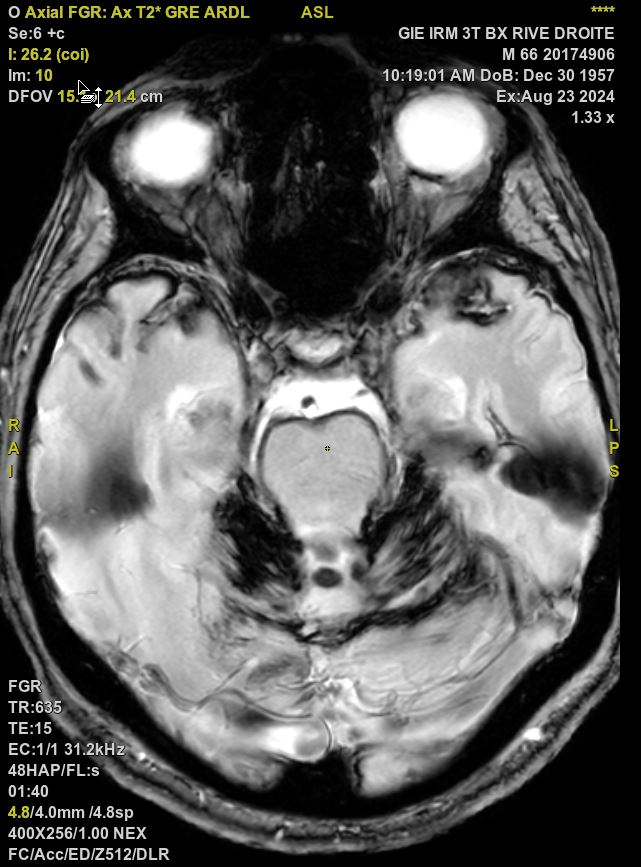 O Axial FGR: Ax T2* GRE ARDL
ASL
****
Se:6 +c
GIE IRM 3T BX RIVE DROITE
I: 26.2 (coi)
M 66 20174906
Im: 10
10:19:01 AM DoB: Dec 30 1957
DFOV 21.4 cm
Ex:Aug 23 2024
1.33 x
R
A
I
L
P
S
FGR
TR:635
TE:15
EC:1/1 31.2kHz
48HAP/FL:s
01:40
4.8/4.0mm /4.8sp
400X256/1.00 NEX
FC/Acc/ED/Z512/DLR